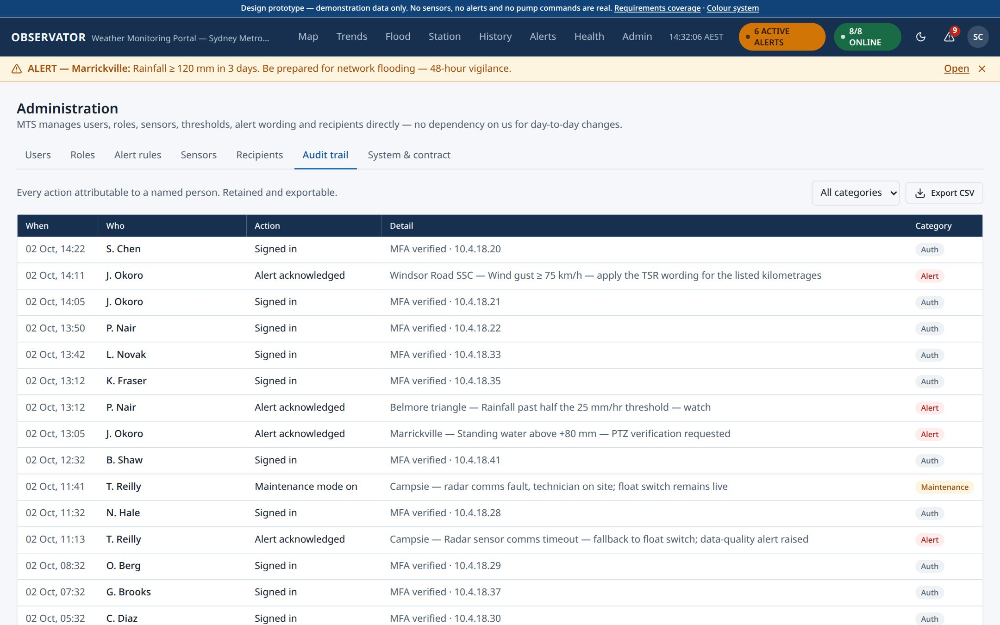 Design prototype — demonstration data only. No sensors, no alerts and no pump commands are real. Requirements coverage · Colour system
OBSERVATOR Weather Monitoring Portal — Sydney Metro... Map Trends Flood Station History Alerts Health Admin 14:32:06 AEST 6 ACTIVE ALERTS 8/8 ONLINE 9 SC
ALERT — Marrickville: Rainfall ≥ 120 mm in 3 days. Be prepared for network flooding — 48-hour vigilance. Open
Administration
MTS manages users, roles, sensors, thresholds, alert wording and recipients directly — no dependency on us for day-to-day changes.
Users Roles Alert rules Sensors Recipients Audit trail System & contract
Every action attributable to a named person. Retained and exportable. All categories Export CSV
When Who Action Detail Category
02 Oct, 14:22 S. Chen Signed in MFA verified · 10.4.18.20 Auth
02 Oct, 14:11 J. Okoro Alert acknowledged Windsor Road SSC — Wind gust ≥ 75 km/h — apply the TSR wording for the listed kilometrages Alert
02 Oct, 14:05 J. Okoro Signed in MFA verified · 10.4.18.21 Auth
02 Oct, 13:50 P. Nair Signed in MFA verified · 10.4.18.22 Auth
02 Oct, 13:42 L. Novak Signed in MFA verified · 10.4.18.33 Auth
02 Oct, 13:12 K. Fraser Signed in MFA verified · 10.4.18.35 Auth
02 Oct, 13:12 P. Nair Alert acknowledged Belmore triangle — Rainfall past half the 25 mm/hr threshold — watch Alert
02 Oct, 13:05 J. Okoro Alert acknowledged Marrickville — Standing water above +80 mm — PTZ verification requested Alert
02 Oct, 12:32 B. Shaw Signed in MFA verified · 10.4.18.41 Auth
02 Oct, 11:41 T. Reilly Maintenance mode on Campsie — radar comms fault, technician on site; float switch remains live Maintenance
02 Oct, 11:32 N. Hale Signed in MFA verified · 10.4.18.28 Auth
02 Oct, 11:13 T. Reilly Alert acknowledged Campsie — Radar sensor comms timeout — fallback to float switch; data-quality alert raised Alert
02 Oct, 08:32 O. Berg Signed in MFA verified · 10.4.18.29 Auth
02 Oct, 07:32 G. Brooks Signed in MFA verified · 10.4.18.37 Auth
02 Oct, 05:32 C. Diaz Signed in MFA verified · 10.4.18.30 Auth